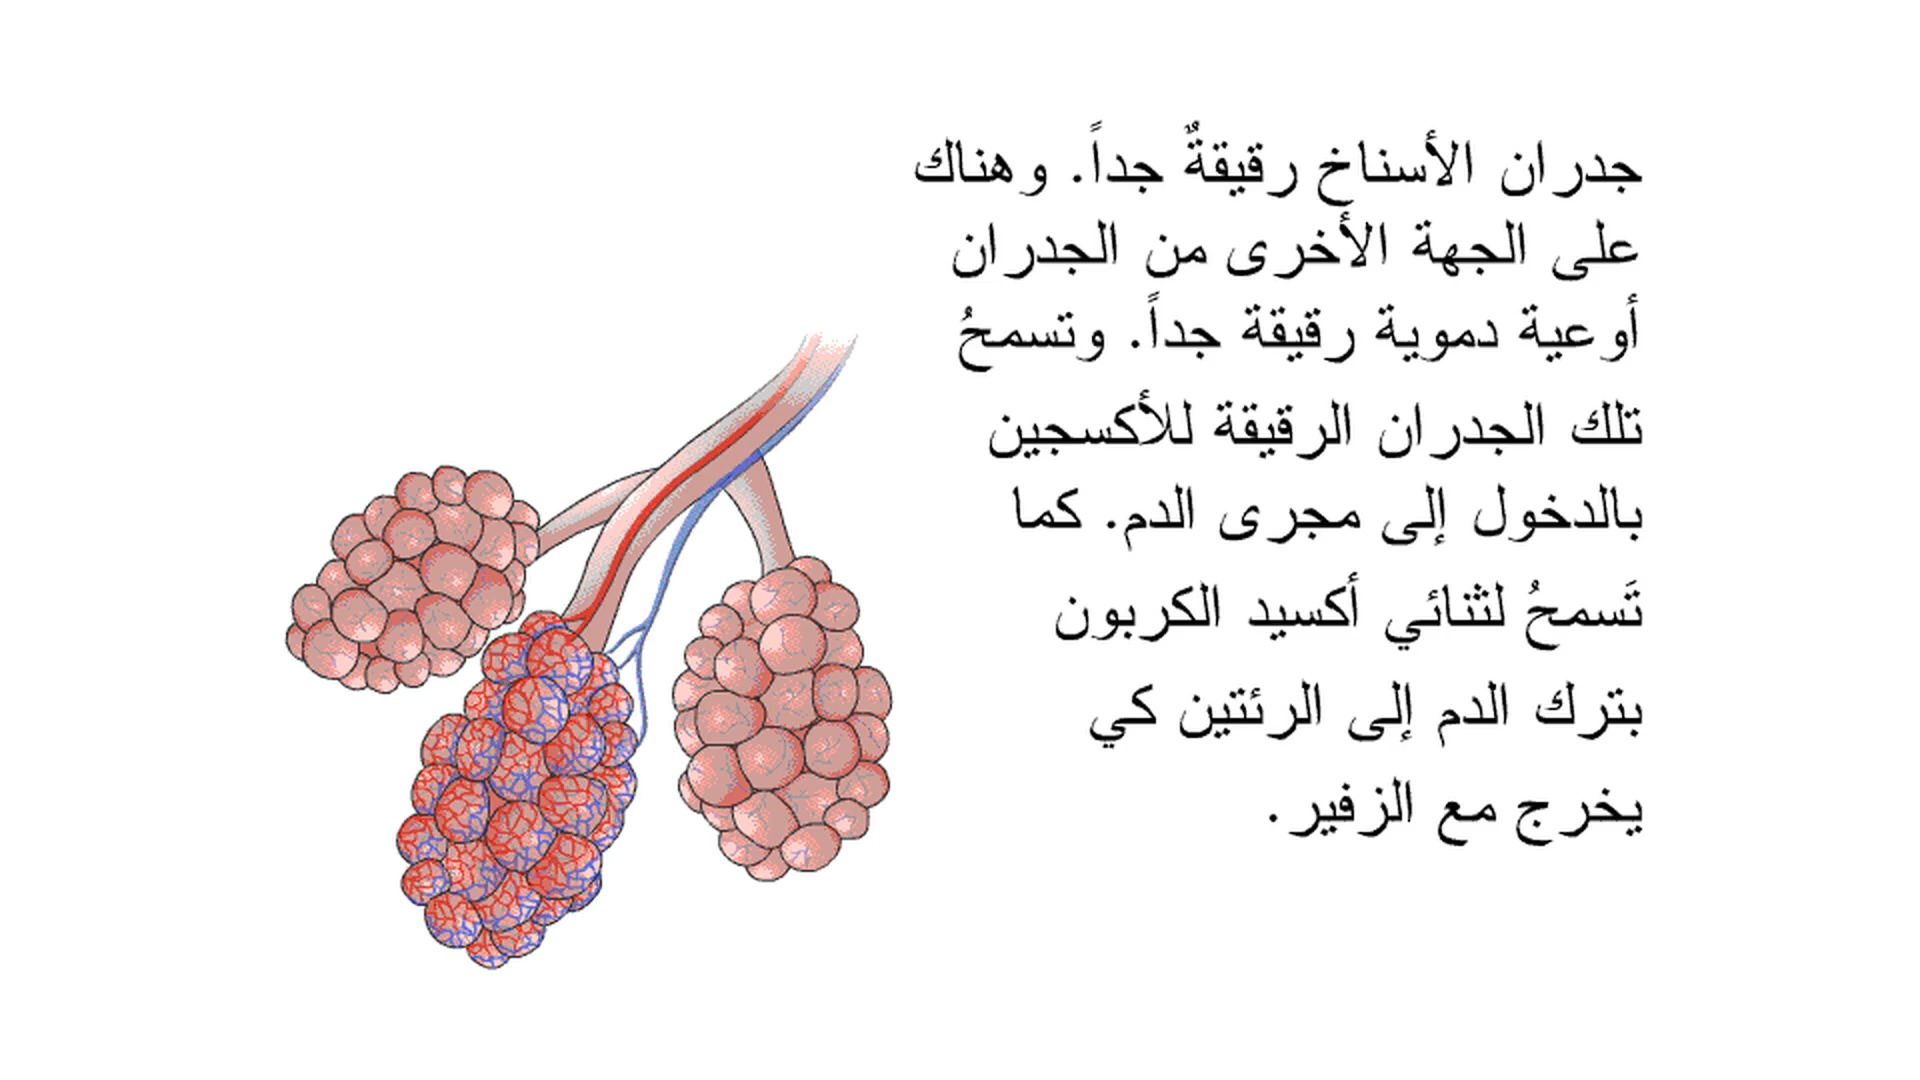 جدران الأسناخ رقيقةٌ جداً. وهناك
على الجهة الأخرى من الجدران
أوعية دموية رقيقة جداً. وتسمحُ
تلك الجدران الرقيقة للأكسجين
بالدخول إلى مجرى الدم. كما
تَسمحُ لثنائي أكسيد الكربون
بترك الدم إلى الرئتين كي
يخرج مع الزفير.